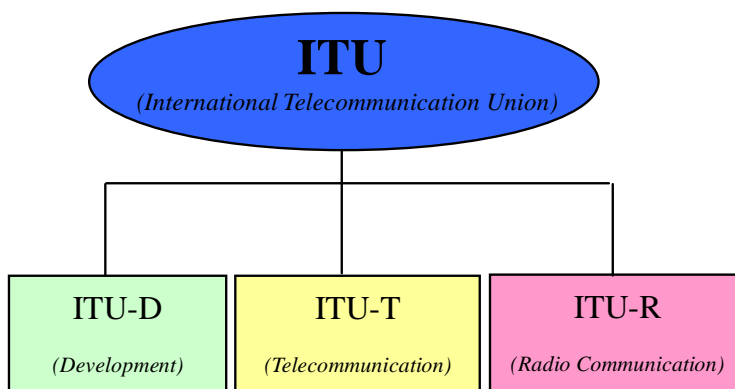 ITU
(International Telecommunication Union)
ITU-D
(Development)
ITU-T
(Telecommunication)
ITU-R
(Radio Communication)